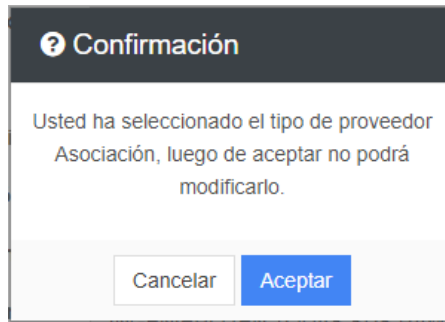 Confirmación
Usted ha seleccionado el tipo de proveedor
Asociación, luego de aceptar no podrá
modificarlo.
Cancelar
Aceptar